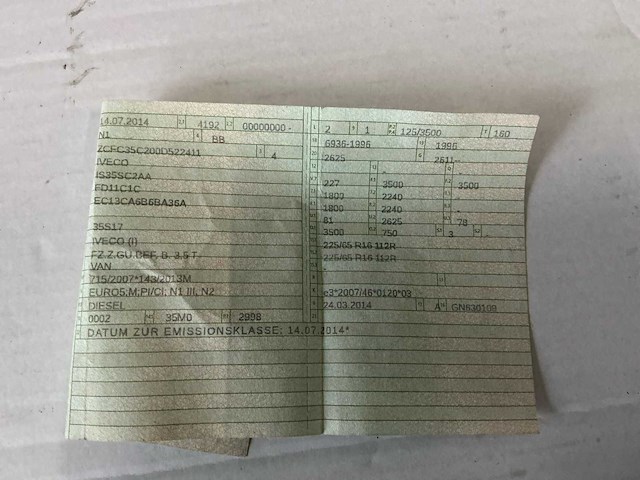 14.07.2014 4192 00000000-
N1 BB
ZCFC35C200D522411 4
IVECO
IS35SC2AA
FD11C1C
EC13CA6B6BA36A
35S17
IVECO (I)
FZ.Z.GÜ.BEF. B. 3,5 T
VAN
715/2007*143/2013M
EURO5;M;PI/CI; N1 III, N2
DIESEL
0002 35M0 2998
DATUM ZUR EMISSIONSKLASSE: 14.07.2014*
2 1 125/3500 160
6936-1996 1996
2625 2611--
227 3500 3500
1800 2240
1800 2240
81 2625 78
3500 750 3
225/65 R16 112R
225/65 R16 112R
e3*2007/46*0120*03
24.03.2014 A